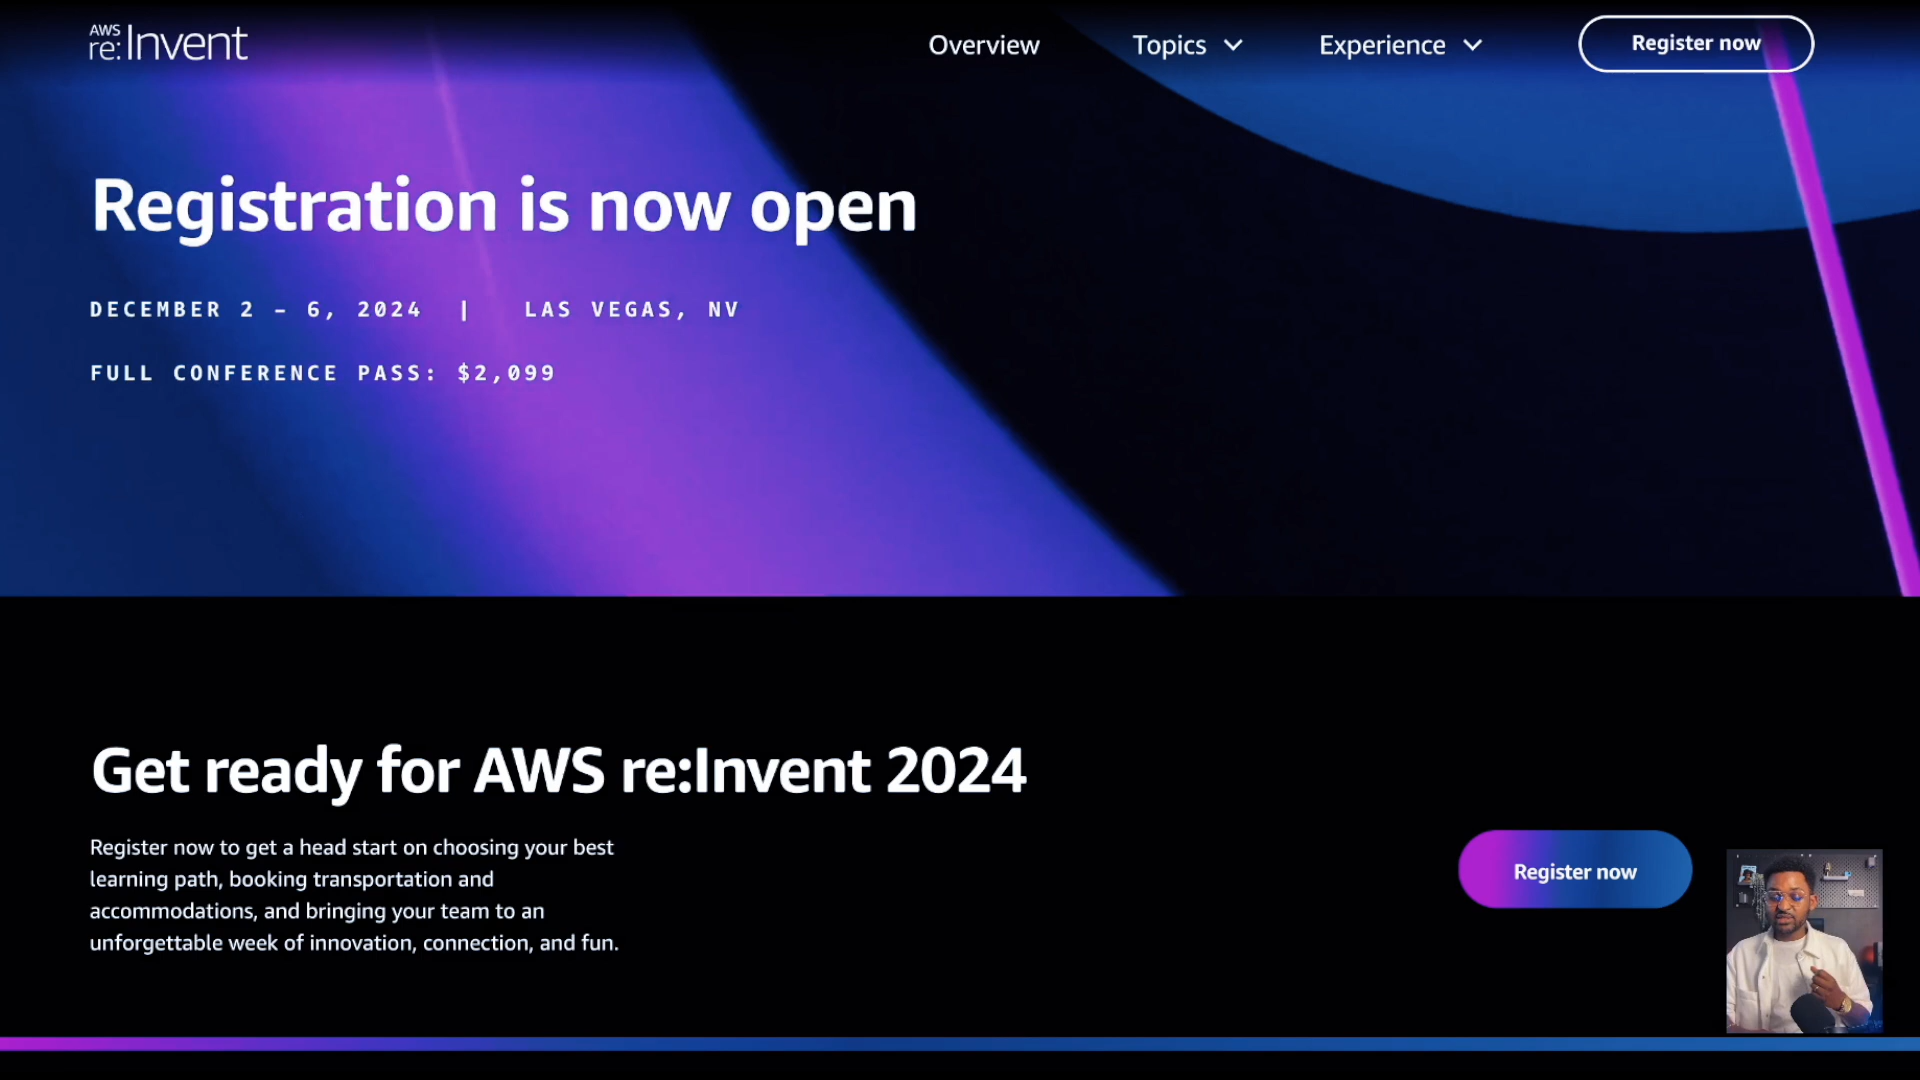 AWS
re:Invent
Overview
Topics
Experience
Register now
Registration is now open
DECEMBER 2 – 6, 2024 | LAS VEGAS, NV
FULL CONFERENCE PASS: $2,099
Get ready for AWS re:Invent 2024
Register now to get a head start on choosing your best
learning path, booking transportation and
accommodations, and bringing your team to an
unforgettable week of innovation, connection, and fun.
Register now